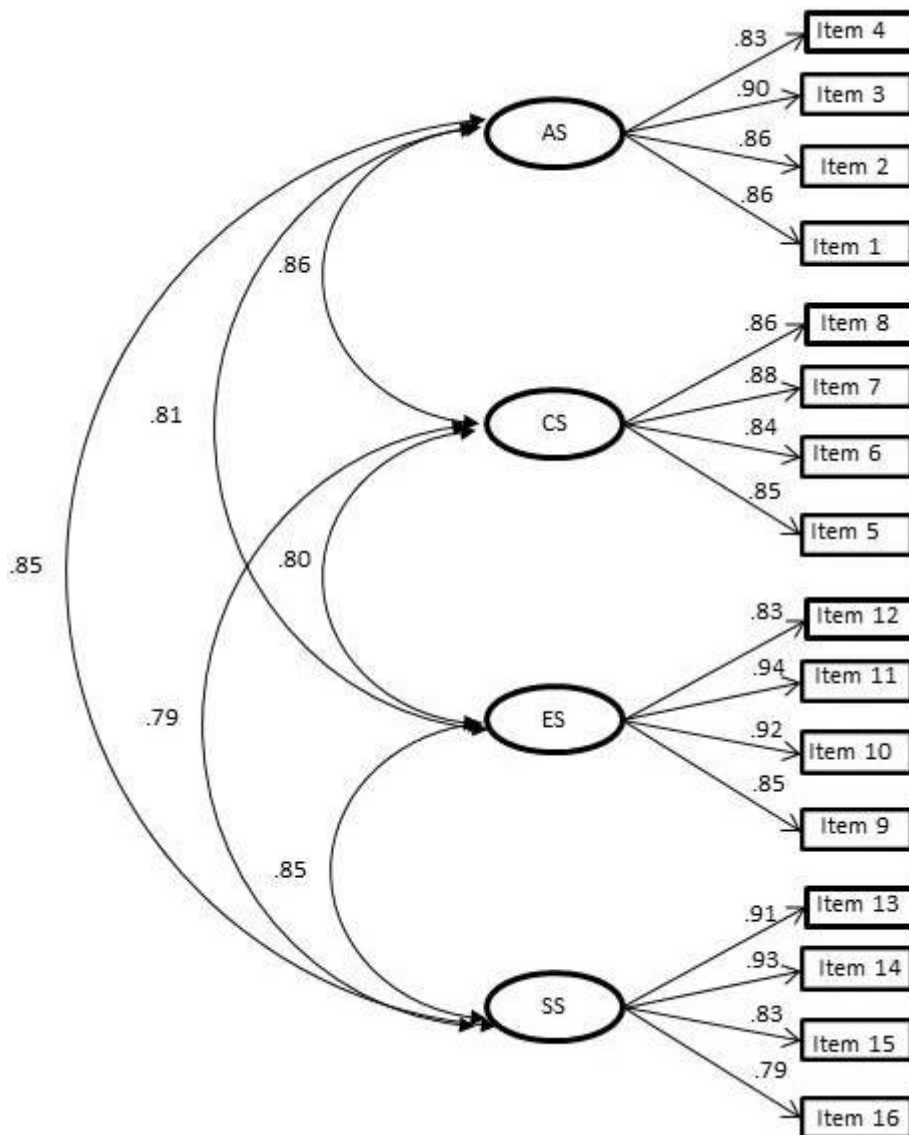 Item 4
.83
.90
Item 3
AS
.86
Item 2
.86
Item 1
.86
Item 8
.86
.88
Item 7
.81
CS
.84
Item 6
.85
Item 5
.85
.80
.83
Item 12
.94
Item 11
.79
ES
.92
Item 10
.85
Item 9
.85
.91
Item 13
.93
Item 14
SS
.83
Item 15
.79
Item 16